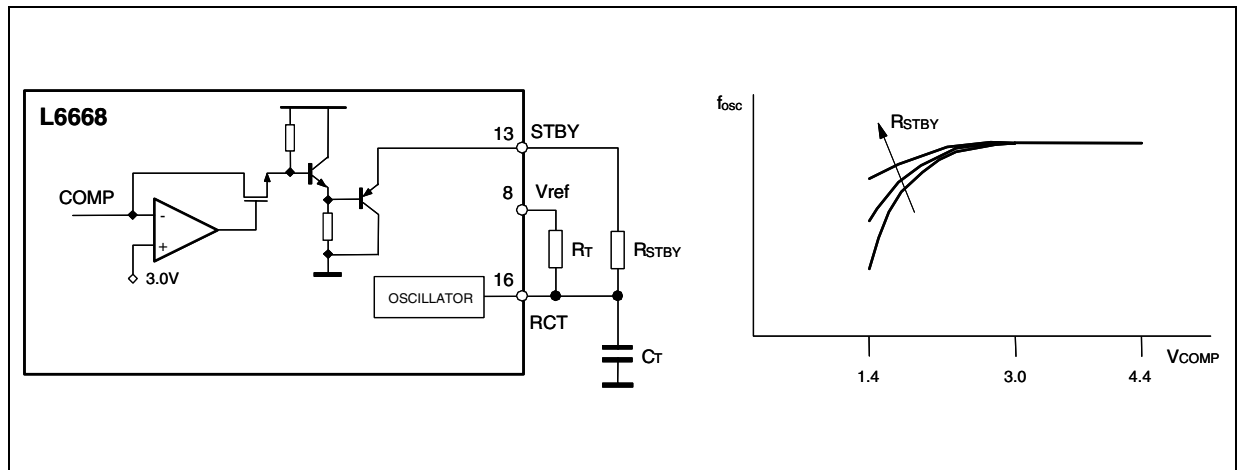 L6668
COMP
-
+
3.0V
13 STBY
8 Vref
RT
RSTBY
16
OSCILLATOR
RCT
CT
fosc
RSTBY
1.4
3.0
4.4
VCOMP